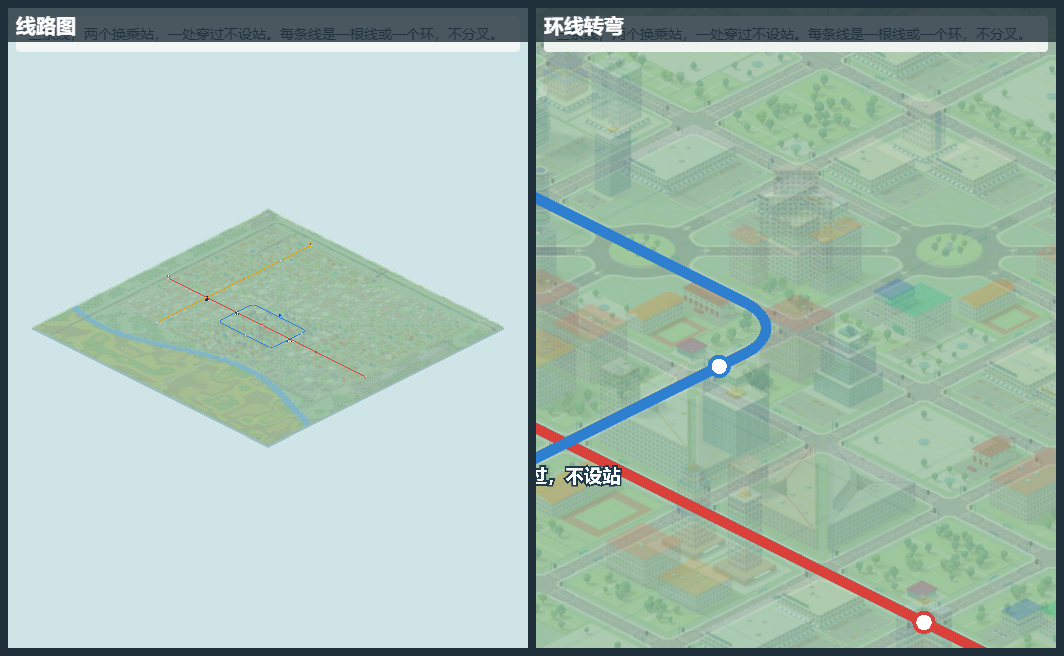 线路图
两个换乘站，一处穿过不设站。每条线是一根线或一个环，不分叉。
环线转弯
个换乘站，一处穿过不设站。每条线是一根线或一个环，不分叉。
过，不设站